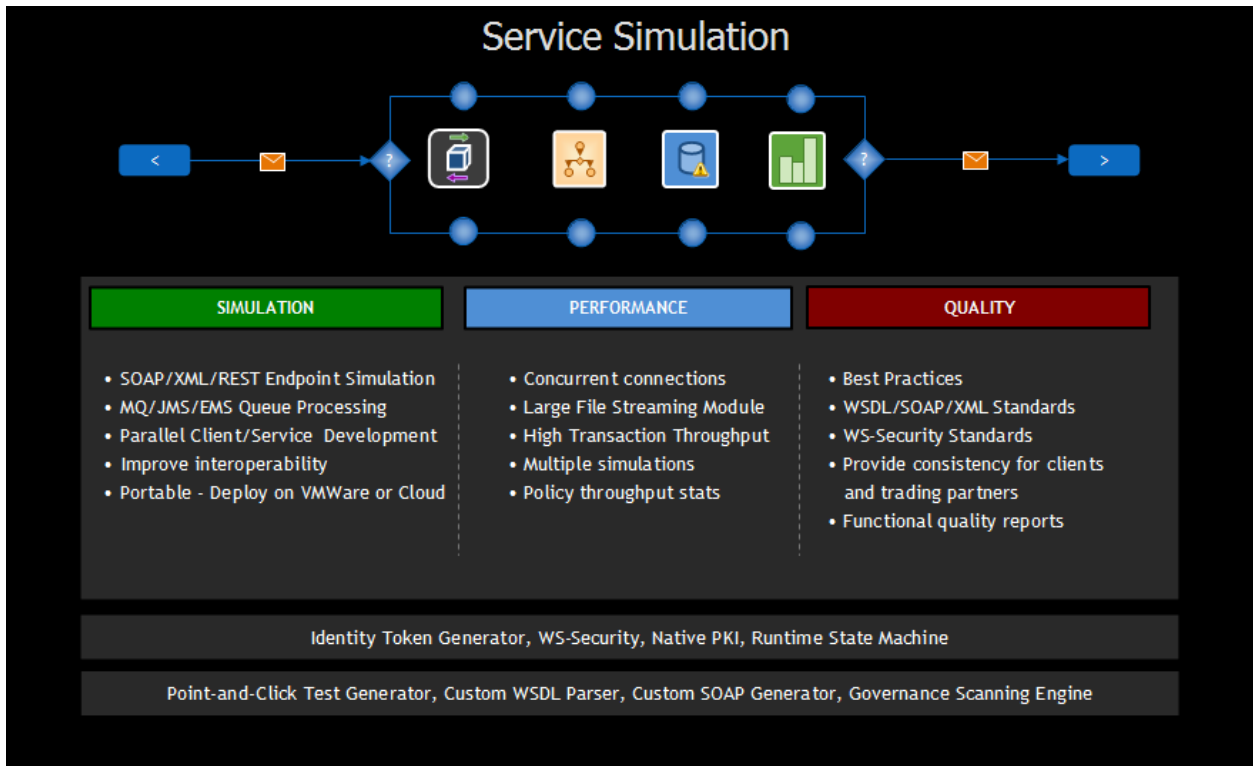 Service Simulation
<
?
?
>
SIMULATION
• SOAP/XML/REST Endpoint Simulation
• MQ/JMS/EMS Queue Processing
• Parallel Client/Service Development
• Improve interoperability
• Portable - Deploy on VMWare or Cloud
PERFORMANCE
• Concurrent connections
• Large File Streaming Module
• High Transaction Throughput
• Multiple simulations
• Policy throughput stats
QUALITY
• Best Practices
• WSDL/SOAP/XML Standards
• WS-Security Standards
• Provide consistency for clients
and trading partners
• Functional quality reports
Identity Token Generator, WS-Security, Native PKI, Runtime State Machine
Point-and-Click Test Generator, Custom WSDL Parser, Custom SOAP Generator, Governance Scanning Engine